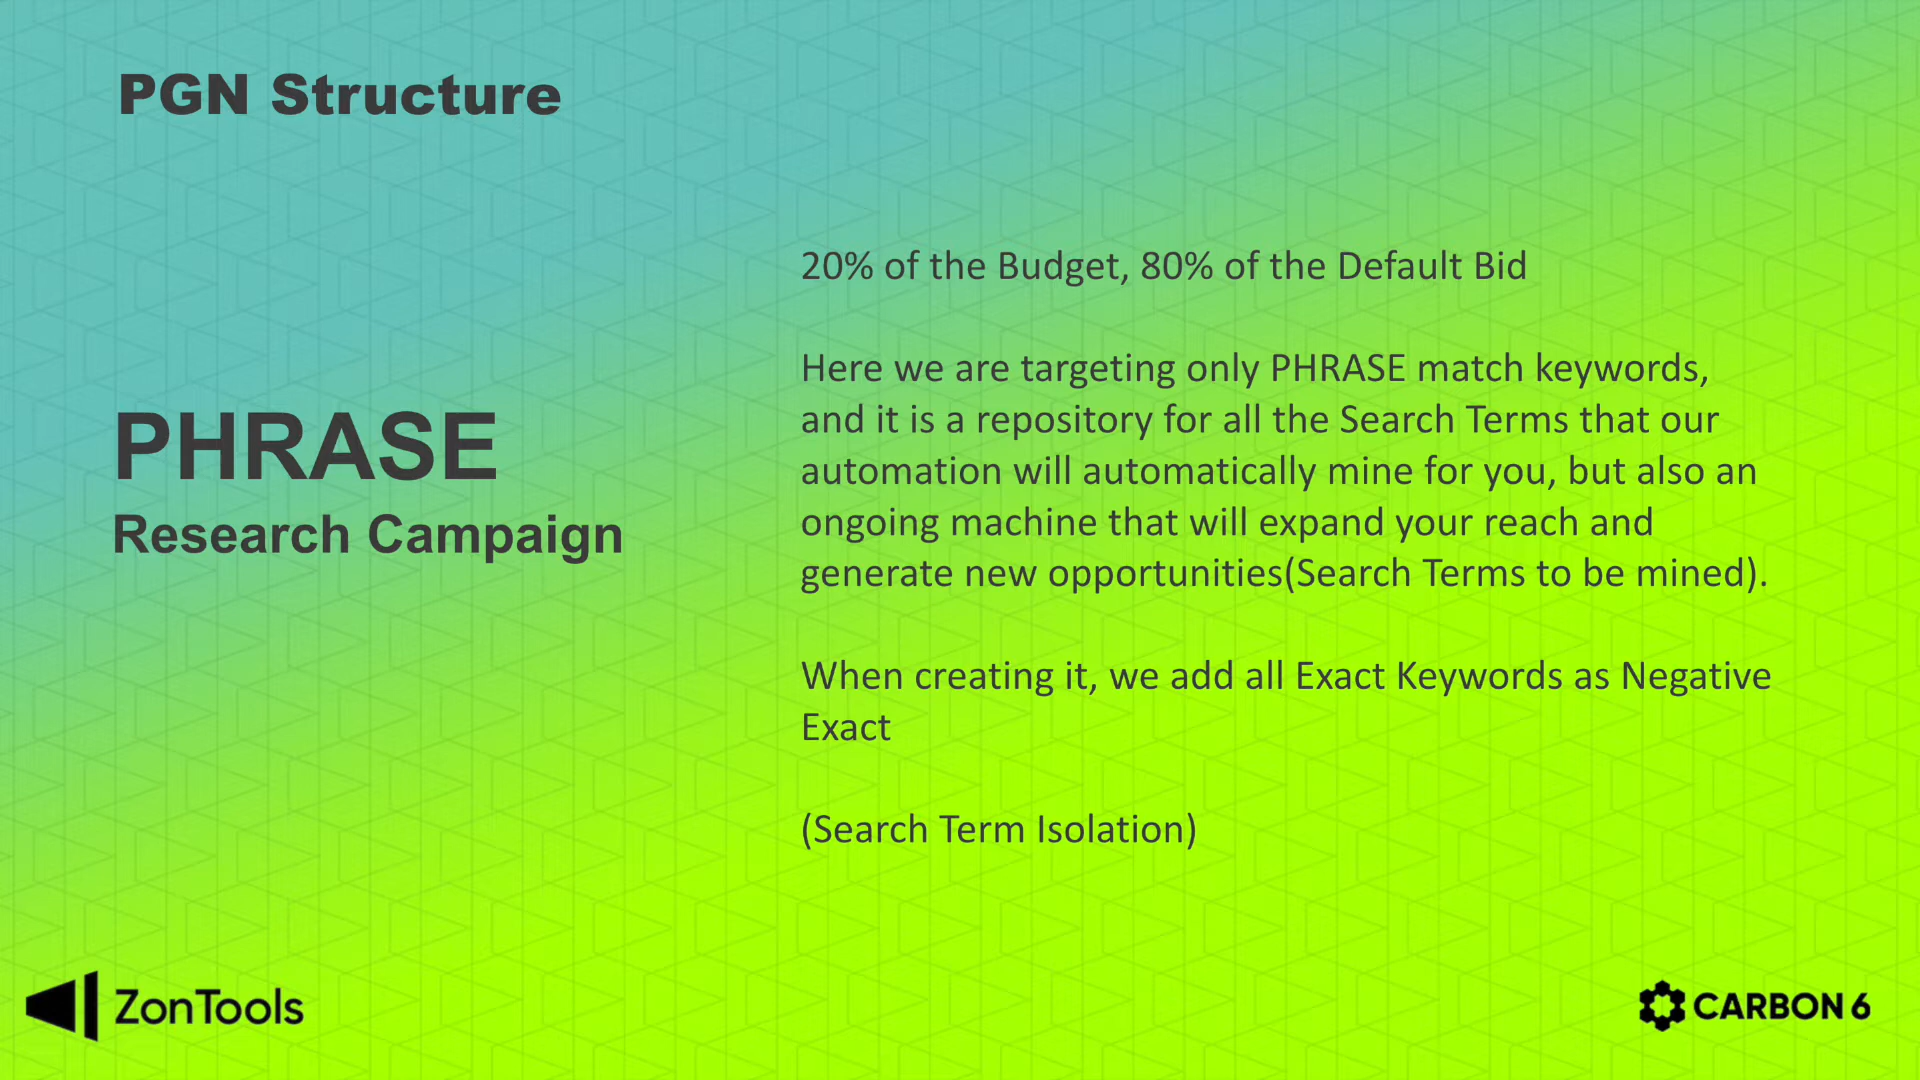 PGN Structure
PHRASE
Research Campaign
20% of the Budget, 80% of the Default Bid
Here we are targeting only PHRASE match keywords,
and it is a repository for all the Search Terms that our
automation will automatically mine for you, but also an
ongoing machine that will expand your reach and
generate new opportunities(Search Terms to be mined).
When creating it, we add all Exact Keywords as Negative
Exact
(Search Term Isolation)
ZonTools
CARBON 6